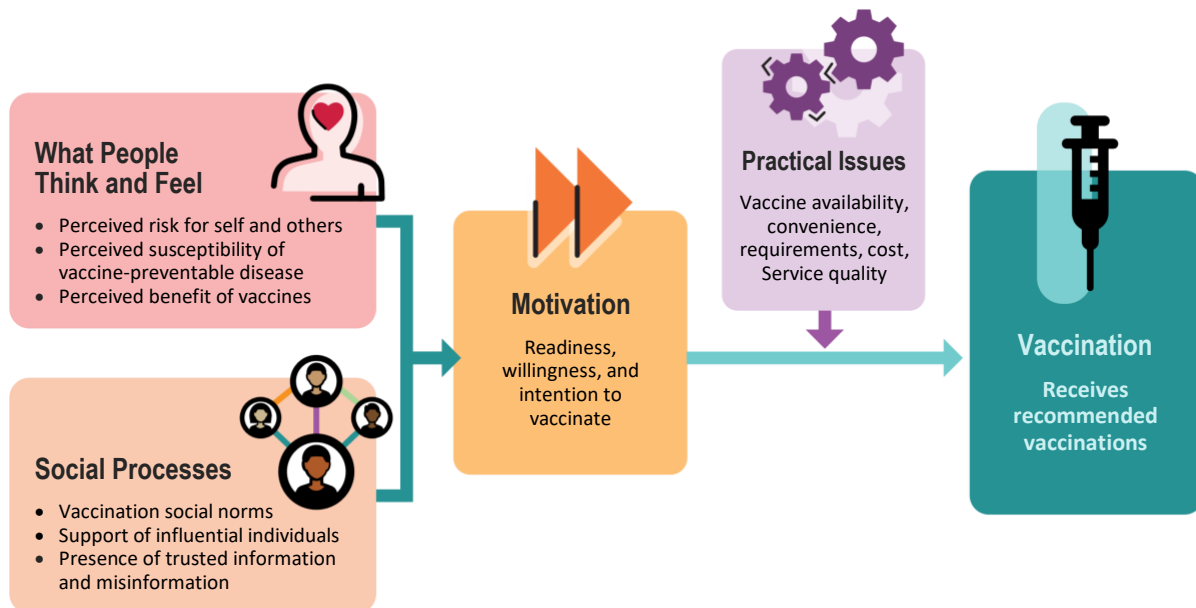 What People
Think and Feel
• Perceived risk for self and others
• Perceived susceptibility of
vaccine-preventable disease
• Perceived benefit of vaccines
Social Processes
• Vaccination social norms
• Support of influential individuals
• Presence of trusted information
and misinformation
Motivation
Readiness,
willingness, and
intention to
vaccinate
Practical Issues
Vaccine availability,
convenience,
requirements, cost,
Service quality
Vaccination
Receives
recommended
vaccinations